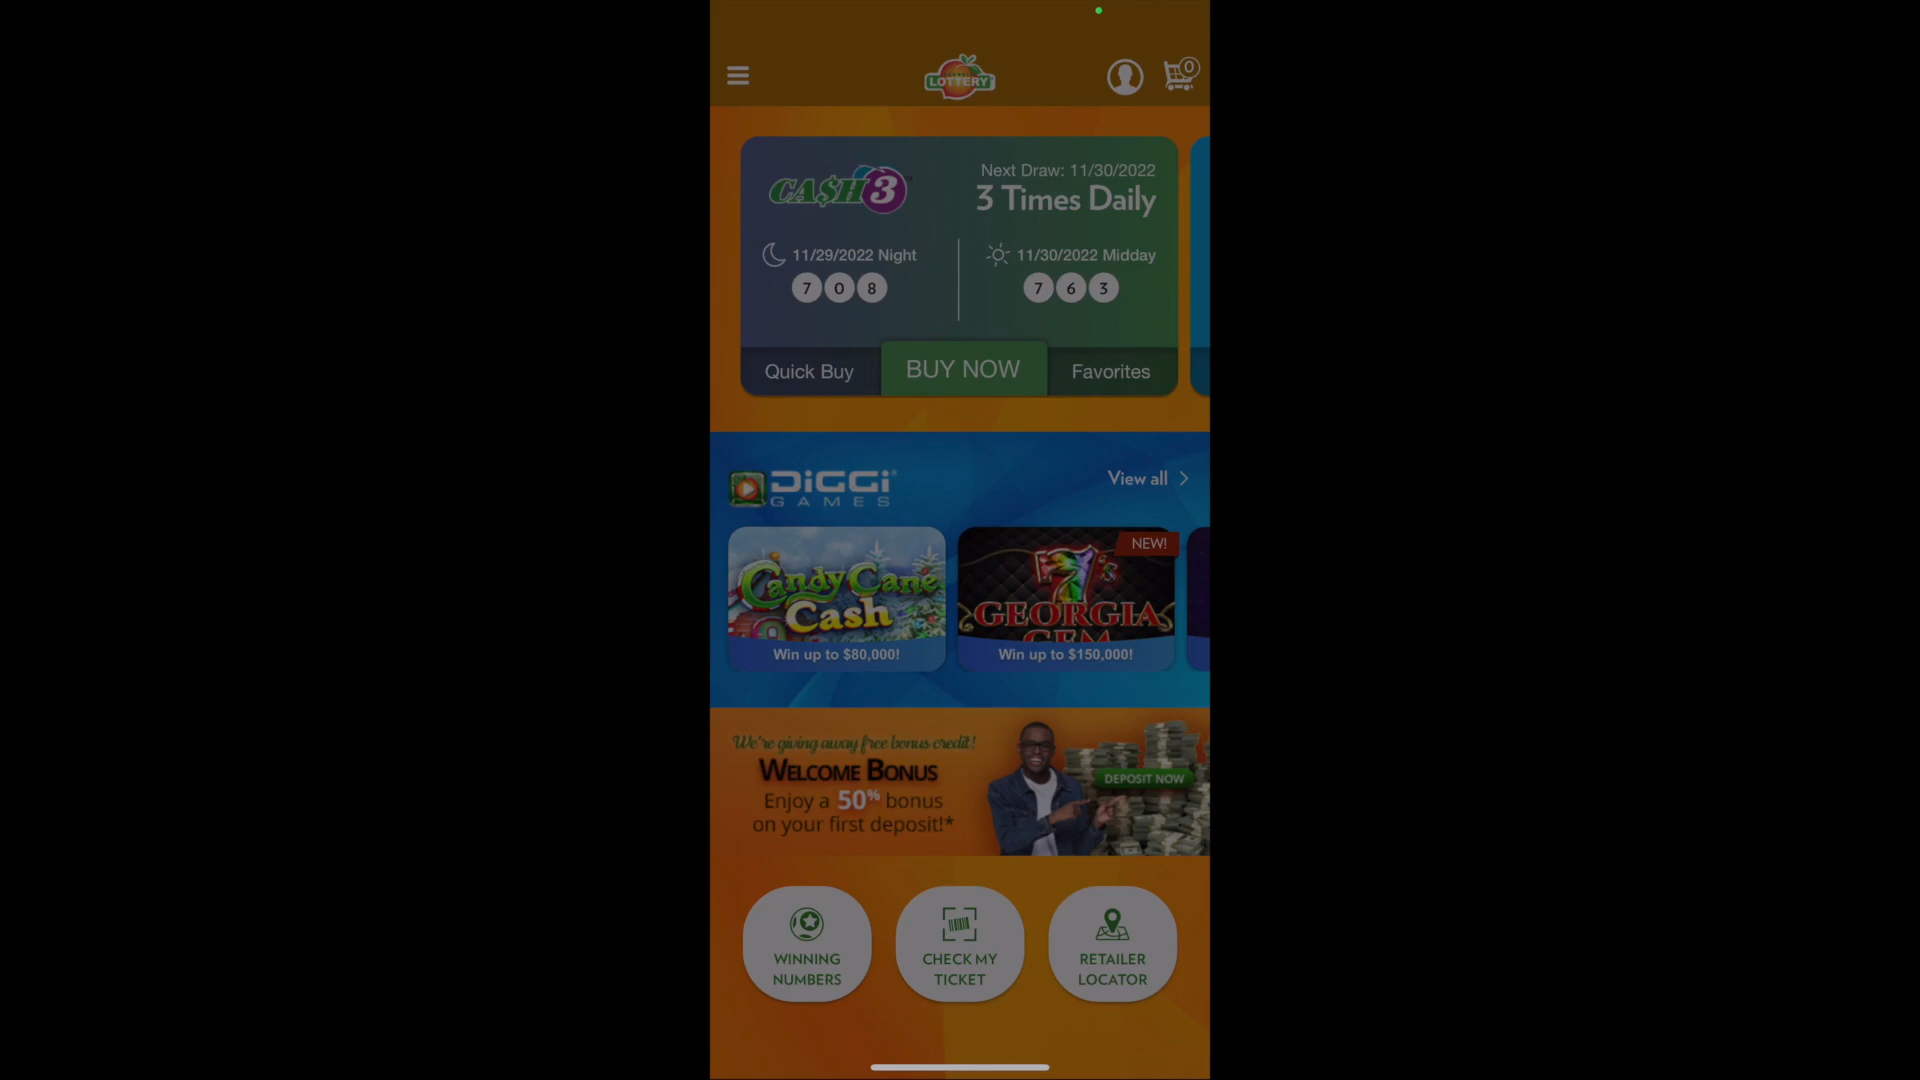 0
LOTTERY
CA$H 3
Next Draw: 11/30/2022
3 Times Daily
11/29/2022 Night
11/30/2022 Midday
7 0 8
7 6 3
Quick Buy
BUY NOW
Favorites
DiGGi®
GAMES
View all
Candy Cane
Cash
Win up to $80,000!
NEW!
7's
GEORGIA
GEM
Win up to $150,000!
We're giving away free bonus credit!
WELCOME BONUS
Enjoy a 50% bonus
on your first deposit!*
DEPOSIT NOW
WINNING
NUMBERS
CHECK MY
TICKET
RETAILER
LOCATOR